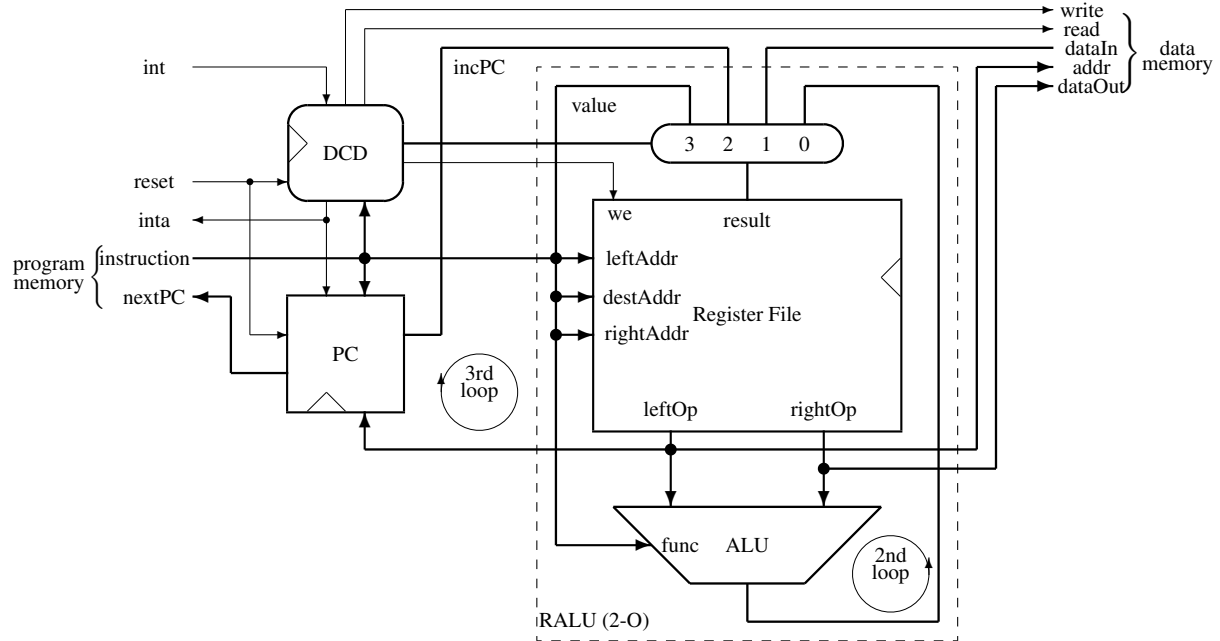 write
read
int
incPC
dataIn
data
memory
addr
value
dataOut
3 2 1 0
DCD
reset
we
result
inta
program
memory
instruction
leftAddr
nextPC
destAddr
Register File
rightAddr
PC
3rd
loop
leftOp
rightOp
func
ALU
2nd
loop
RALU (2-O)